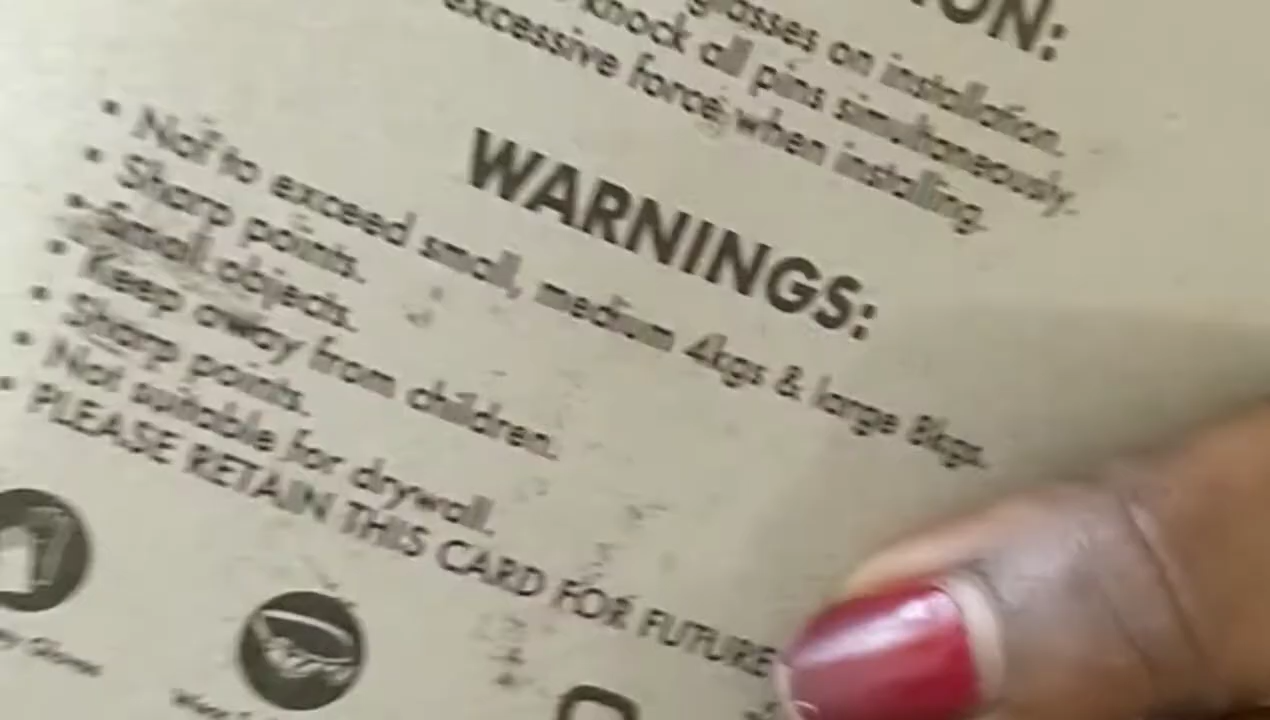 ON:
glasses on installation.
knock all pins simultaneously.
excessive force when installing.
WARNINGS:
• Not to exceed small, medium 4kgs & large 8kgs.
• Sharp points.
• Small objects.
• Keep away from children.
• Sharp points.
• Not suitable for drywall.
• PLEASE RETAIN THIS CARD FOR FUTURE